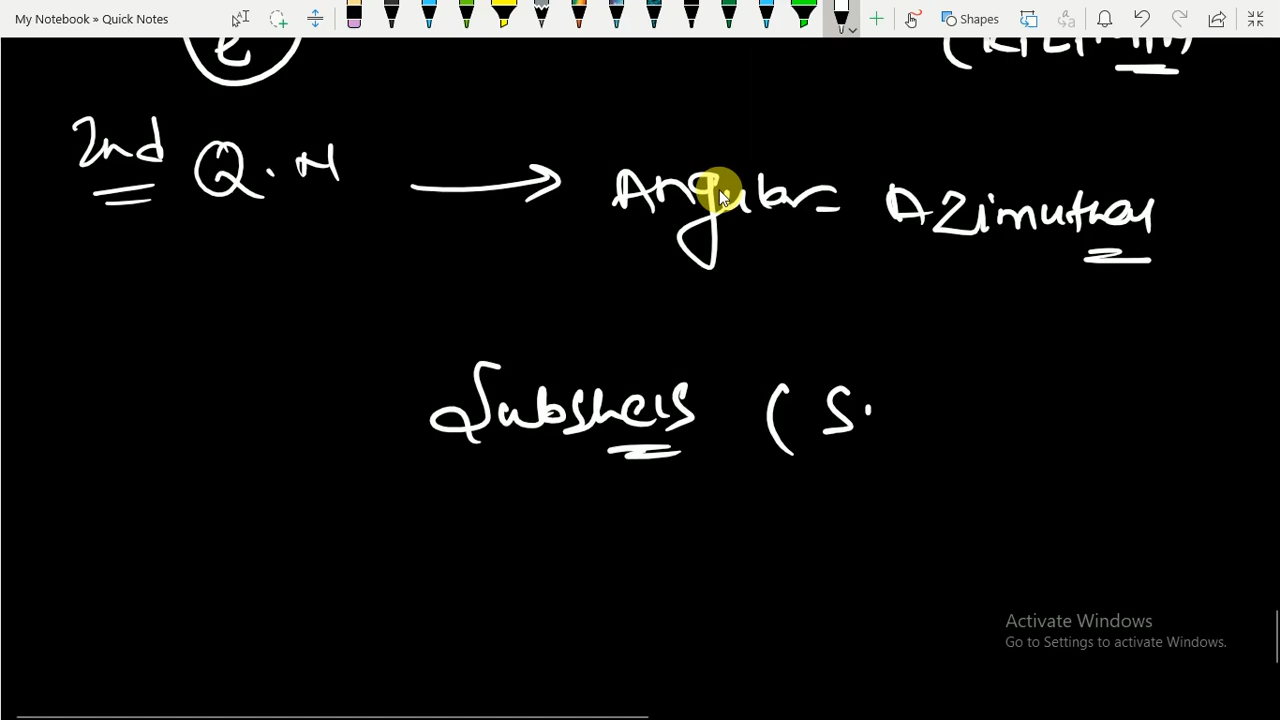 My Notebook » Quick Notes
Shapes
(K, L, M, N)
2nd Q.N → Angular = Azimuthal
Subshells ( s.
Activate Windows
Go to Settings to activate Windows.